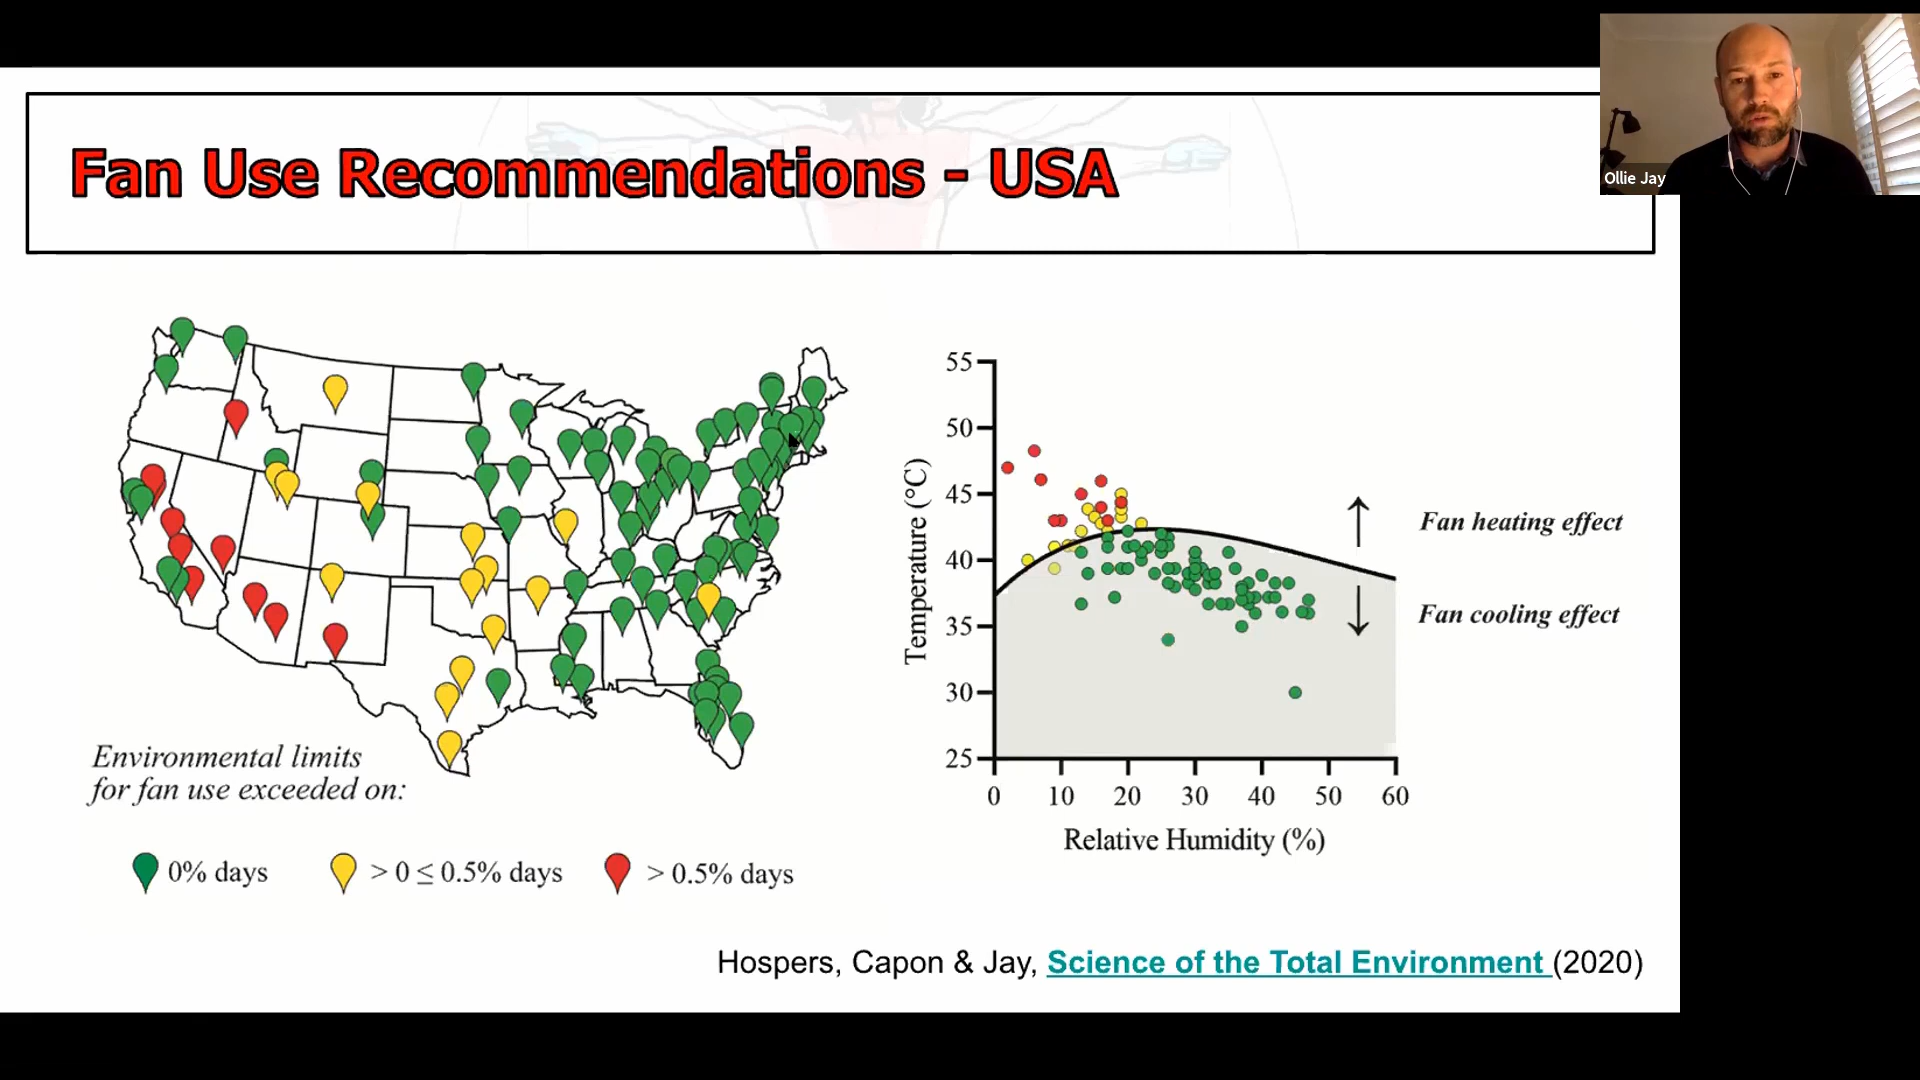 Ollie Jay
Fan Use Recommendations - USA
Environmental limits
for fan use exceeded on:
0% days
> 0 ≤ 0.5% days
> 0.5% days
Temperature (°C)
55
50
45
40
35
30
25
0 10 20 30 40 50 60
Relative Humidity (%)
Fan heating effect
Fan cooling effect
Hospers, Capon & Jay, Science of the Total Environment (2020)